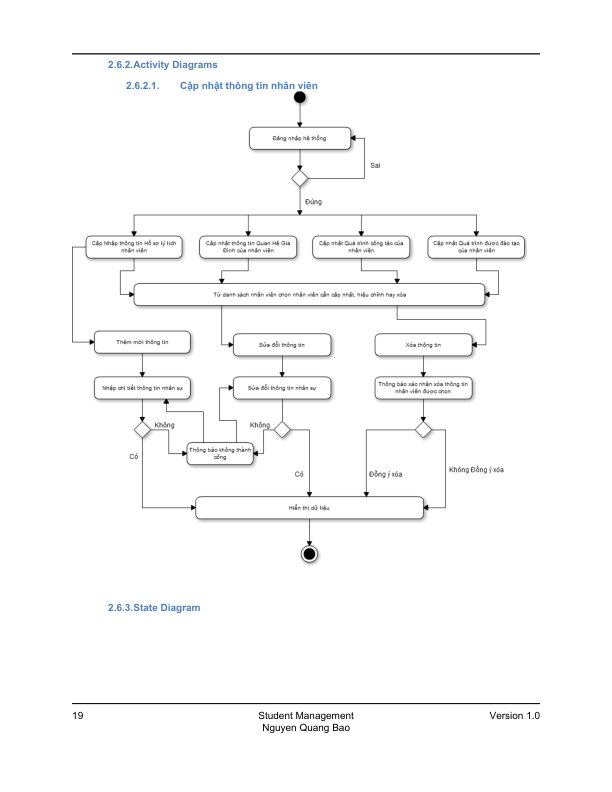 2.6.2.Activity Diagrams
2.6.2.1. Cập nhật thông tin nhân viên
Đăng nhập hệ thống
Sai
Đúng
Cập Nhập thông tin Hồ sơ lý lịch
nhân viên
Cập nhật thông tin Quan Hệ Gia
Đình của nhân viên
Cập nhật Quá trình công tác của
nhân viên
Cập nhật Quá trình được đào tạo
của nhân viên
Từ danh sách nhân viên chọn nhân viên cần cập nhật, hiệu chỉnh hay xóa
Thêm mới thông tin
Sửa đổi thông tin
Xóa thông tin
Nhập chi tiết thông tin nhân sự
Sửa đổi thông tin nhân sự
Thông báo xác nhận xóa thông tin
nhân viên được chọn
Không
Không
Thông báo không thành
công
Có
Có
Đồng ý xóa
Không Đồng ý xóa
Hiển thị dữ liệu
2.6.3.State Diagram
19 Student Management Version 1.0
Nguyen Quang Bao